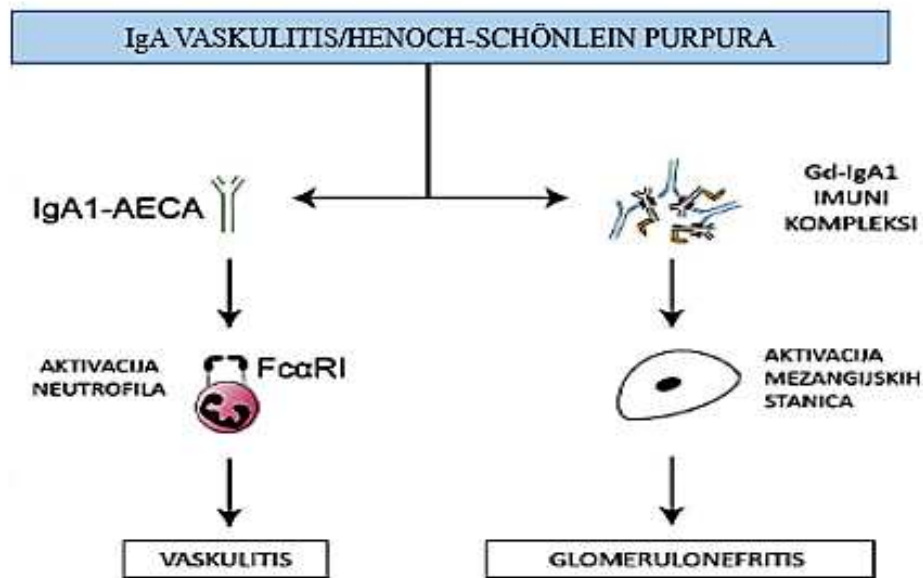 IgA VASKULITIS/HENOCH-SCHÖNLEIN PURPURA
IgA1-AECA
Gd-IgA1
IMUNI
KOMPLEKSI
AKTIVACIJA
NEUTROFILA
FcαRI
AKTIVACIJA
MEZANGIJSKIH
STANICA
VASKULITIS
GLOMERULONEFRITIS